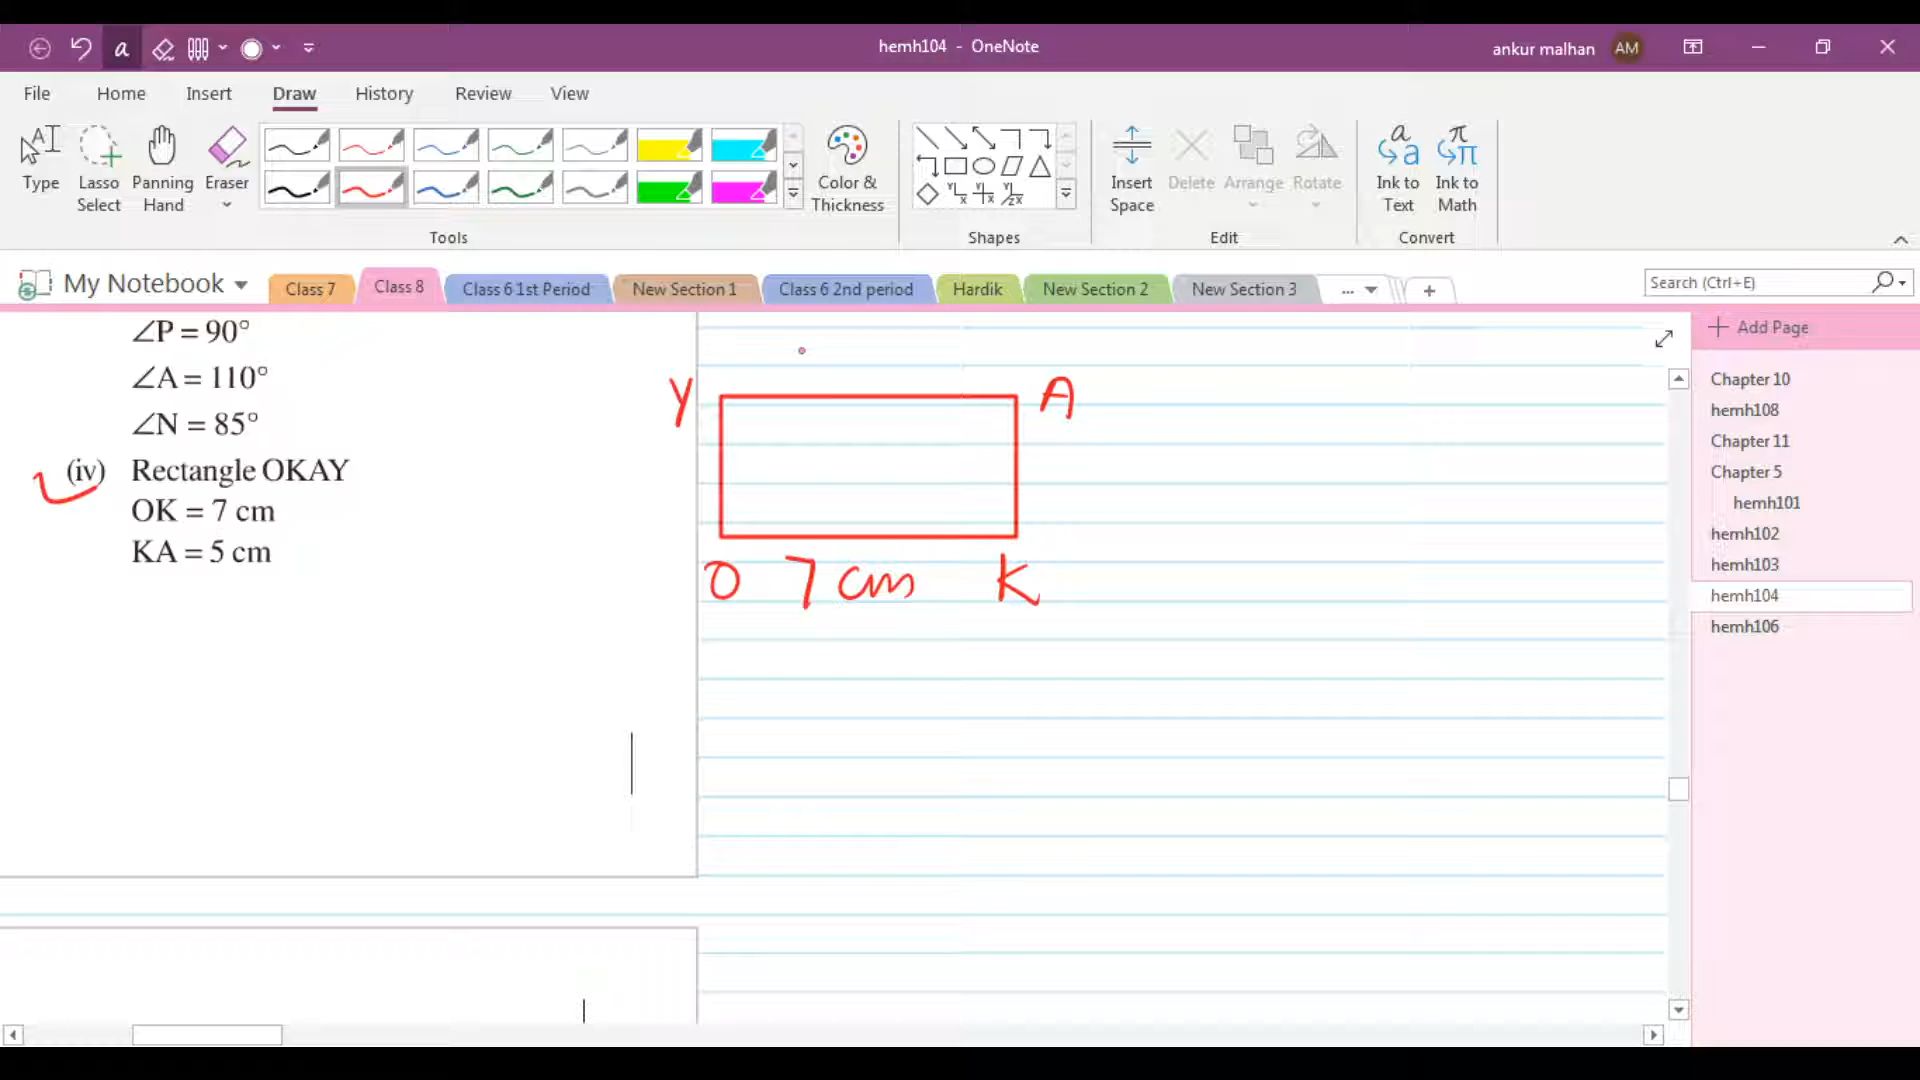 hemh104 - OneNote
ankur malhan AM
File Home Insert Draw History Review View
Type
Lasso Select
Panning Hand
Eraser
Color & Thickness
Insert Space
Delete
Arrange
Rotate
Ink to Text
Ink to Math
Tools
Shapes
Edit
Convert
My Notebook
Class 7
Class 8
Class 6 1st Period
New Section 1
Class 6 2nd period
Hardik
New Section 2
New Section 3
...
Search (Ctrl+E)
∠P = 90°
∠A = 110°
∠N = 85°
(iv) Rectangle OKAY
OK = 7 cm
KA = 5 cm
Y A
O 7 cm K
Add Page
Chapter 10
hemh108
Chapter 11
Chapter 5
hemh101
hemh102
hemh103
hemh104
hemh106